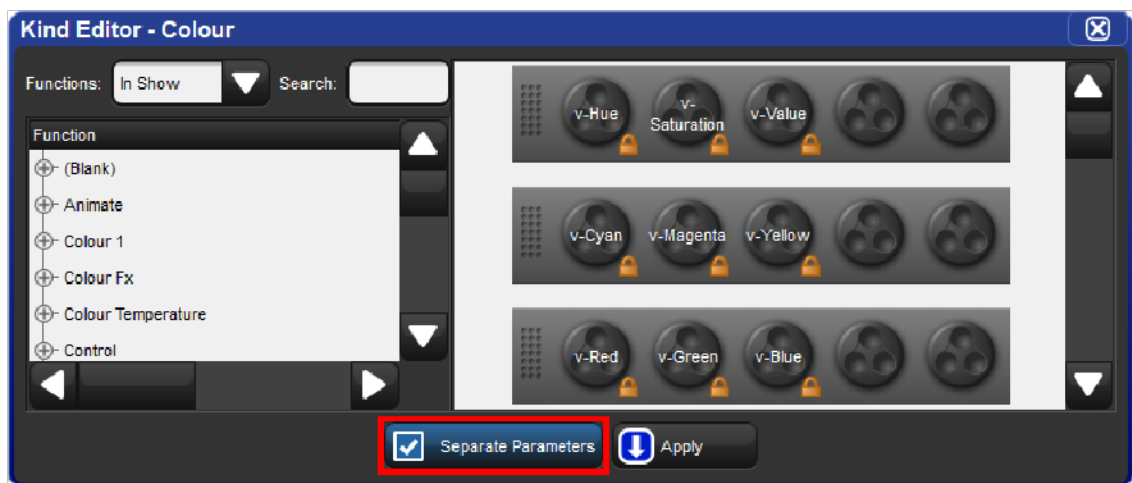 Kind Editor - Colour
Functions: In Show Search:
Function
(Blank)
Animate
Colour 1
Colour Fx
Colour Temperature
Control
v-Hue v-Saturation v-Value
v-Cyan v-Magenta v-Yellow
v-Red v-Green v-Blue
Separate Parameters Apply